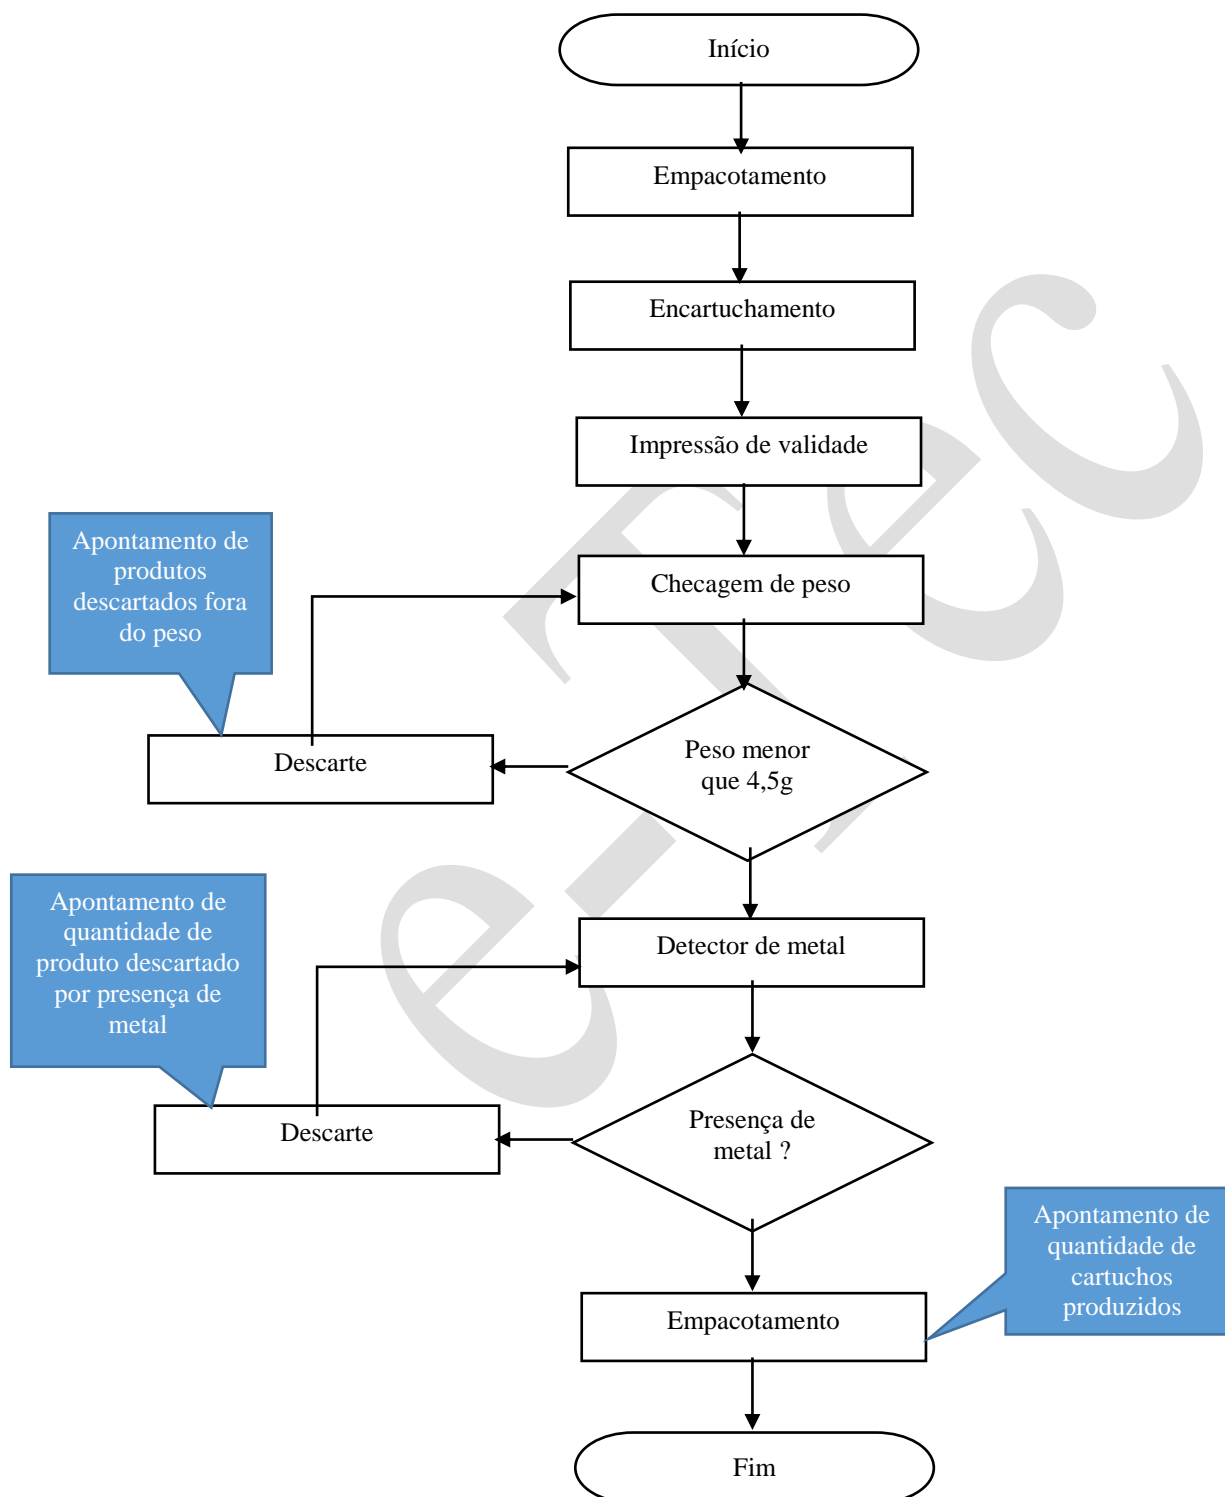 Início
Empacotamento
Encartuchamento
Impressão de validade
Apontamento de
produtos
descartados fora
do peso
Checagem de peso
Peso menor
que 4,5g
Descarte
Apontamento de
quantidade de
produto descartado
por presença de
metal
Detector de metal
Presença de
metal ?
Descarte
Apontamento de
quantidade de
cartuchos
produzidos
Empacotamento
Fim
e-Tec